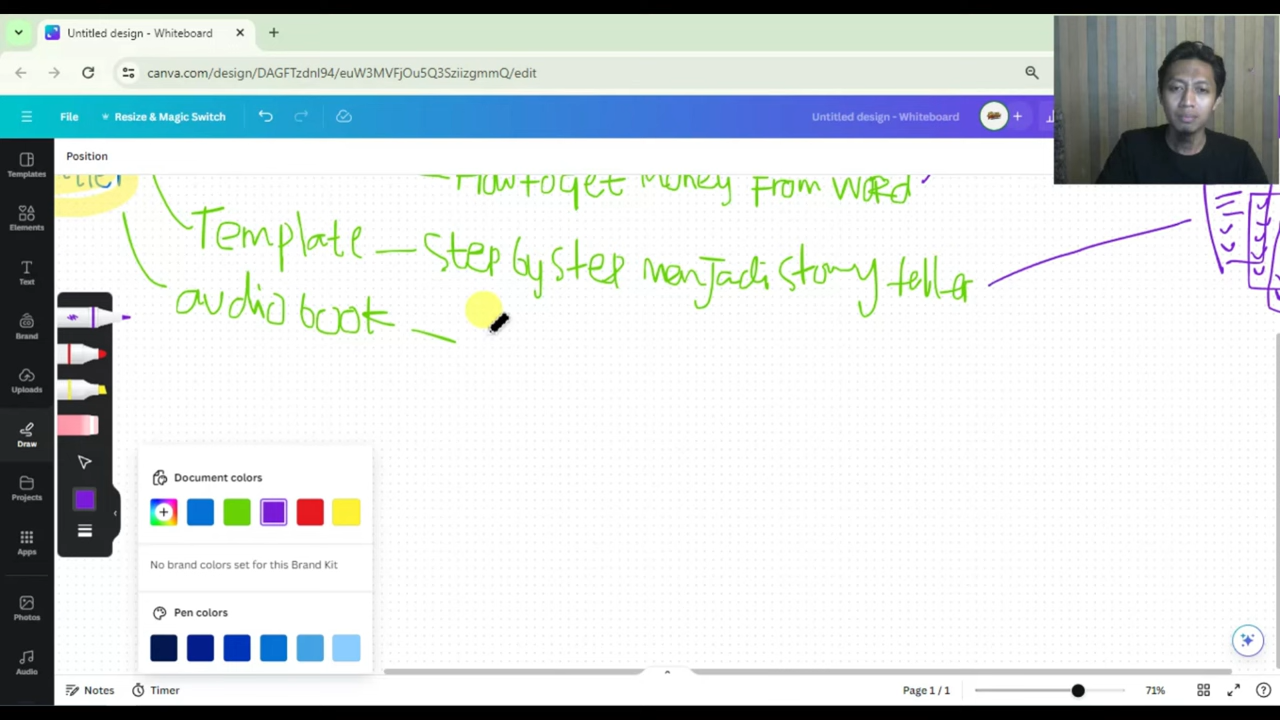 Untitled design - Whiteboard
canva.com/design/DAGFTzdnl94/euW3MVFjOu5Q3SziizgmmQ/edit
File
Resize & Magic Switch
Untitled design - Whiteboard
Position
Templates
Elements
Text
Brand
Uploads
Draw
Projects
Apps
Photos
Audio
How to get Money From Word
Template — Step by Step menjadi Story teller
audio book —
Document colors
No brand colors set for this Brand Kit
Pen colors
Notes
Timer
Page 1 / 1
71%